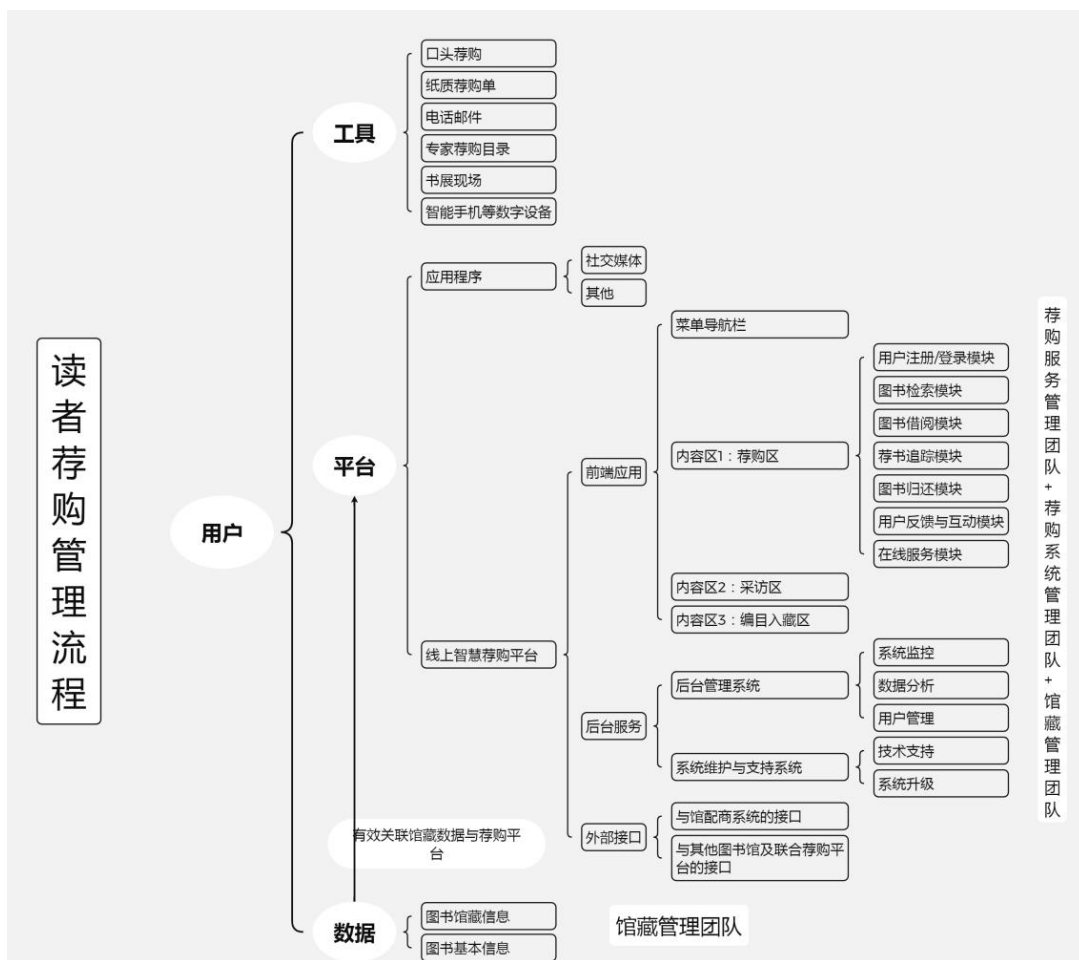 读者荐购管理流程
用户
工具
口头荐购
纸质荐购单
电话邮件
专家荐购目录
书展现场
智能手机等数字设备
平台
应用程序
社交媒体
其他
线上智慧荐购平台
前端应用
菜单导航栏
内容区1：荐购区
用户注册/登录模块
图书检索模块
图书借阅模块
荐书追踪模块
图书归还模块
用户反馈与互动模块
在线服务模块
内容区2：采访区
内容区3：编目入藏区
后台服务
后台管理系统
系统监控
数据分析
用户管理
系统维护与支持系统
技术支持
系统升级
外部接口
与馆配商系统的接口
与其他图书馆及联合荐购平
台的接口
有效关联馆藏数据与荐购平
台
数据
图书馆藏信息
图书基本信息
馆藏管理团队
荐购服务管理团队+荐购系统管理团队+馆藏管理团队